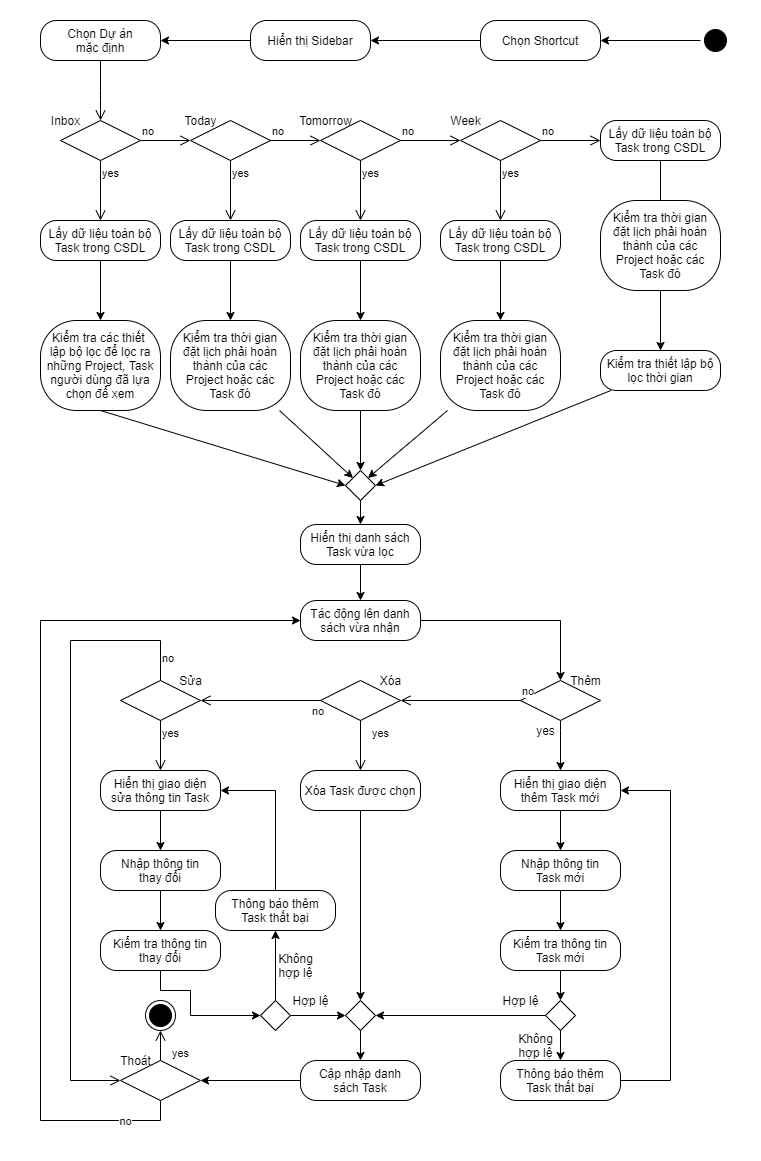 Chọn Dự án
mặc định
Hiển thị Sidebar
Chọn Shortcut
Inbox
no
Today
no
Tomorrow
no
Week
no
Lấy dữ liệu toàn bộ
Task trong CSDL
yes
yes
yes
yes
Lấy dữ liệu toàn bộ
Task trong CSDL
Lấy dữ liệu toàn bộ
Task trong CSDL
Lấy dữ liệu toàn bộ
Task trong CSDL
Lấy dữ liệu toàn bộ
Task trong CSDL
Kiểm tra thời gian
đặt lịch phải hoàn
thành của các
Project hoặc các
Task đó
Kiểm tra các thiết
lập bộ lọc để lọc ra
những Project, Task
người dùng đã lựa
chọn để xem
Kiểm tra thời gian
đặt lịch phải hoàn
thành của các
Project hoặc các
Task đó
Kiểm tra thời gian
đặt lịch phải hoàn
thành của các
Project hoặc các
Task đó
Kiểm tra thời gian
đặt lịch phải hoàn
thành của các
Project hoặc các
Task đó
Kiểm tra thiết lập bộ
lọc thời gian
Hiển thị danh sách
Task vừa lọc
Tác động lên danh
sách vừa nhận
no
Sửa
no
Xóa
no
Thêm
yes
yes
yes
Hiển thị giao diện
sửa thông tin Task
Xóa Task được chọn
Hiển thị giao diện
thêm Task mới
Nhập thông tin
thay đổi
Nhập thông tin
Task mới
Thông báo thêm
Task thất bại
Kiểm tra thông tin
thay đổi
Kiểm tra thông tin
Task mới
Không
hợp lệ
Hợp lệ
Hợp lệ
Không
hợp lệ
Thoát
yes
Cập nhập danh
sách Task
Thông báo thêm
Task thất bại
no